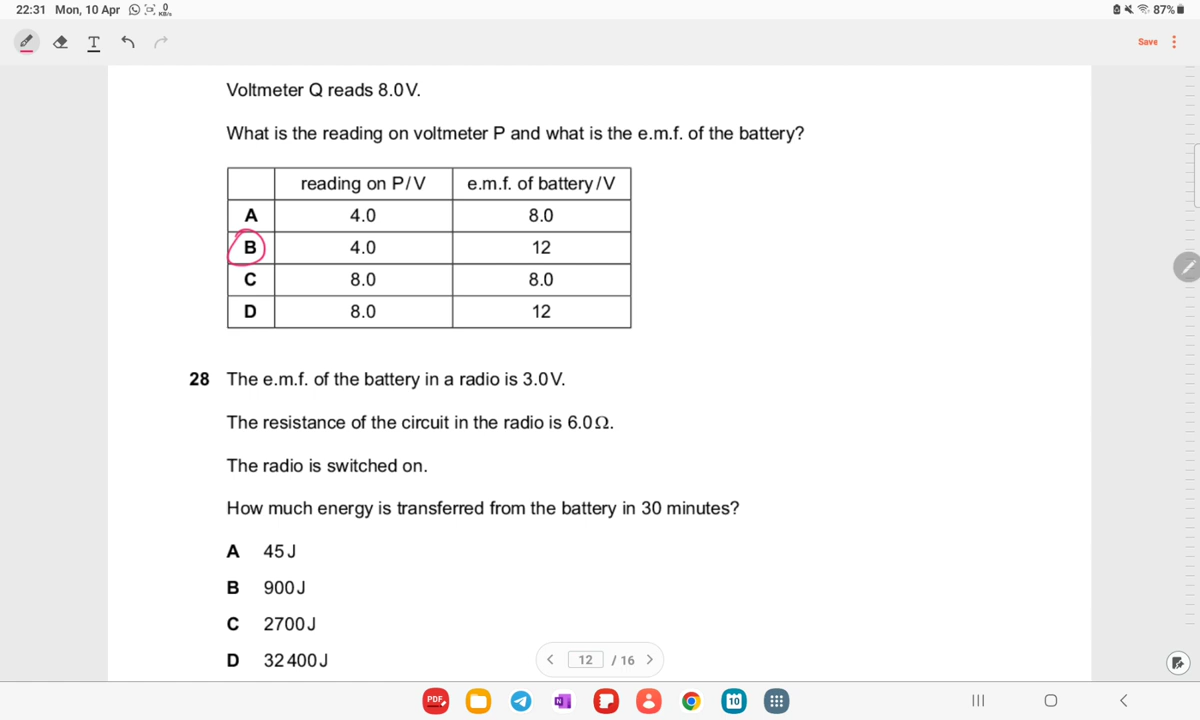 22:31 Mon, 10 Apr 0 KB/s 87%
T Save
Voltmeter Q reads 8.0V.
What is the reading on voltmeter P and what is the e.m.f. of the battery?
reading on P/V e.m.f. of battery/V
A 4.0 8.0
B 4.0 12
C 8.0 8.0
D 8.0 12
28 The e.m.f. of the battery in a radio is 3.0V.
The resistance of the circuit in the radio is 6.0Ω.
The radio is switched on.
How much energy is transferred from the battery in 30 minutes?
A 45J
B 900J
C 2700J
D 32400J
12 / 16
PDF N 10